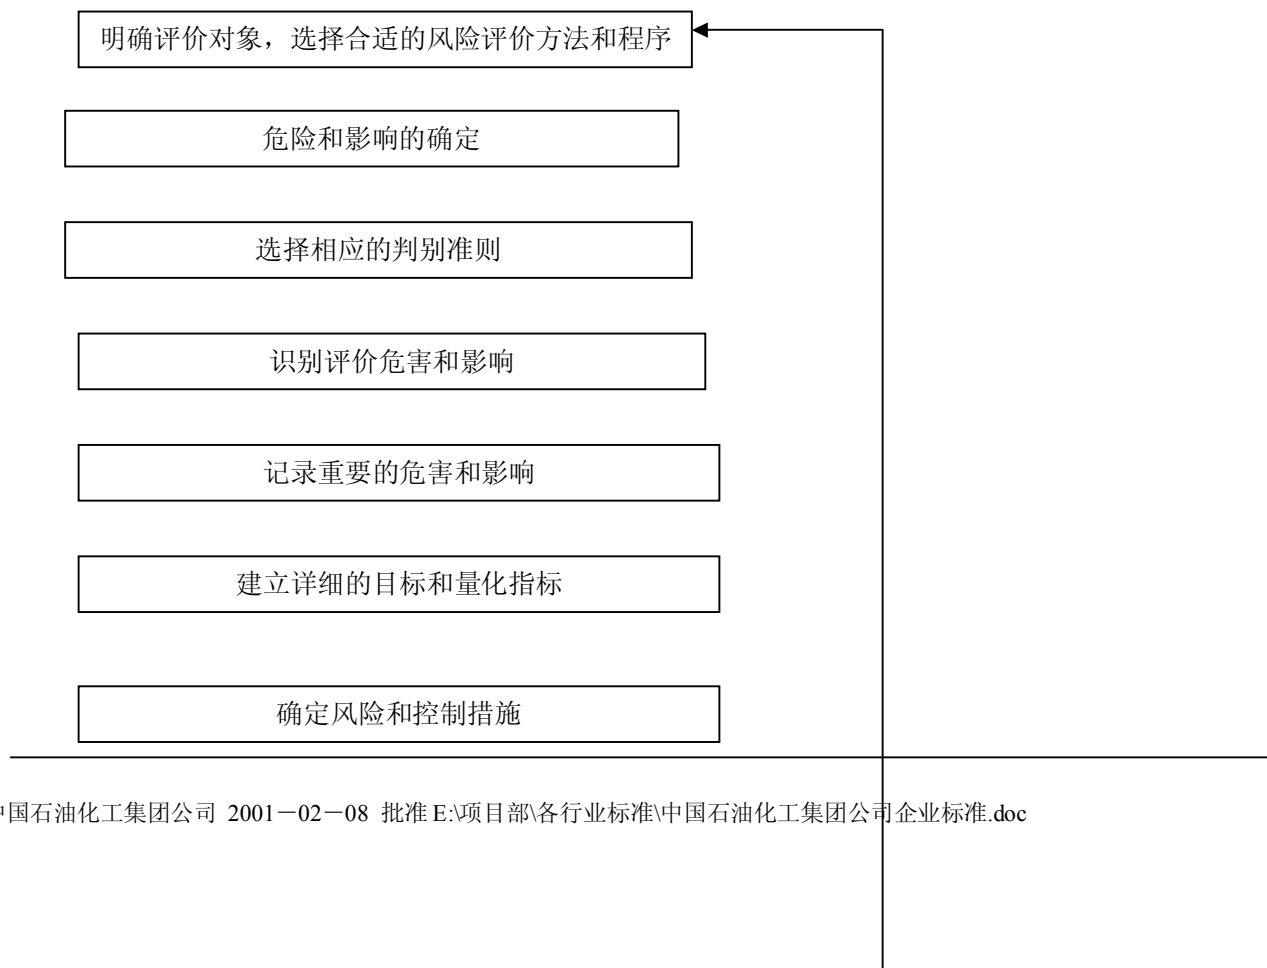 明确评价对象，选择合适的风险评价方法和程序
危险和影响的确定
选择相应的判别准则
识别评价危害和影响
记录重要的危害和影响
建立详细的目标和量化指标
确定风险和控制措施
中国石油化工集团公司 2001－02－08 批准 E:\项目部\各行业标准\中国石油化工集团公司企业标准.doc